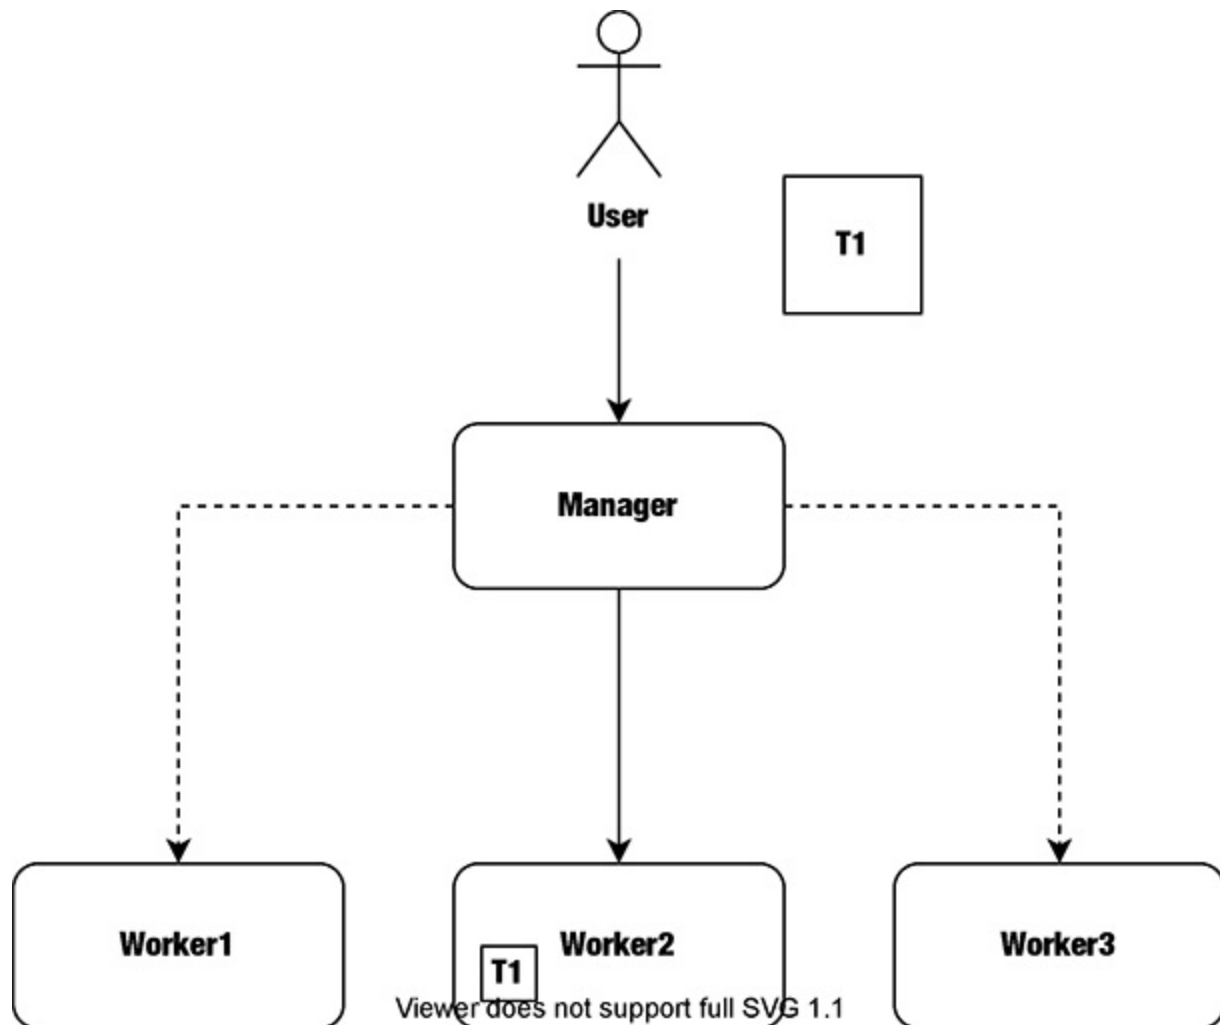 User
T1
Manager
Worker1
Worker2
Worker3
T1
Viewer does not support full SVG 1.1